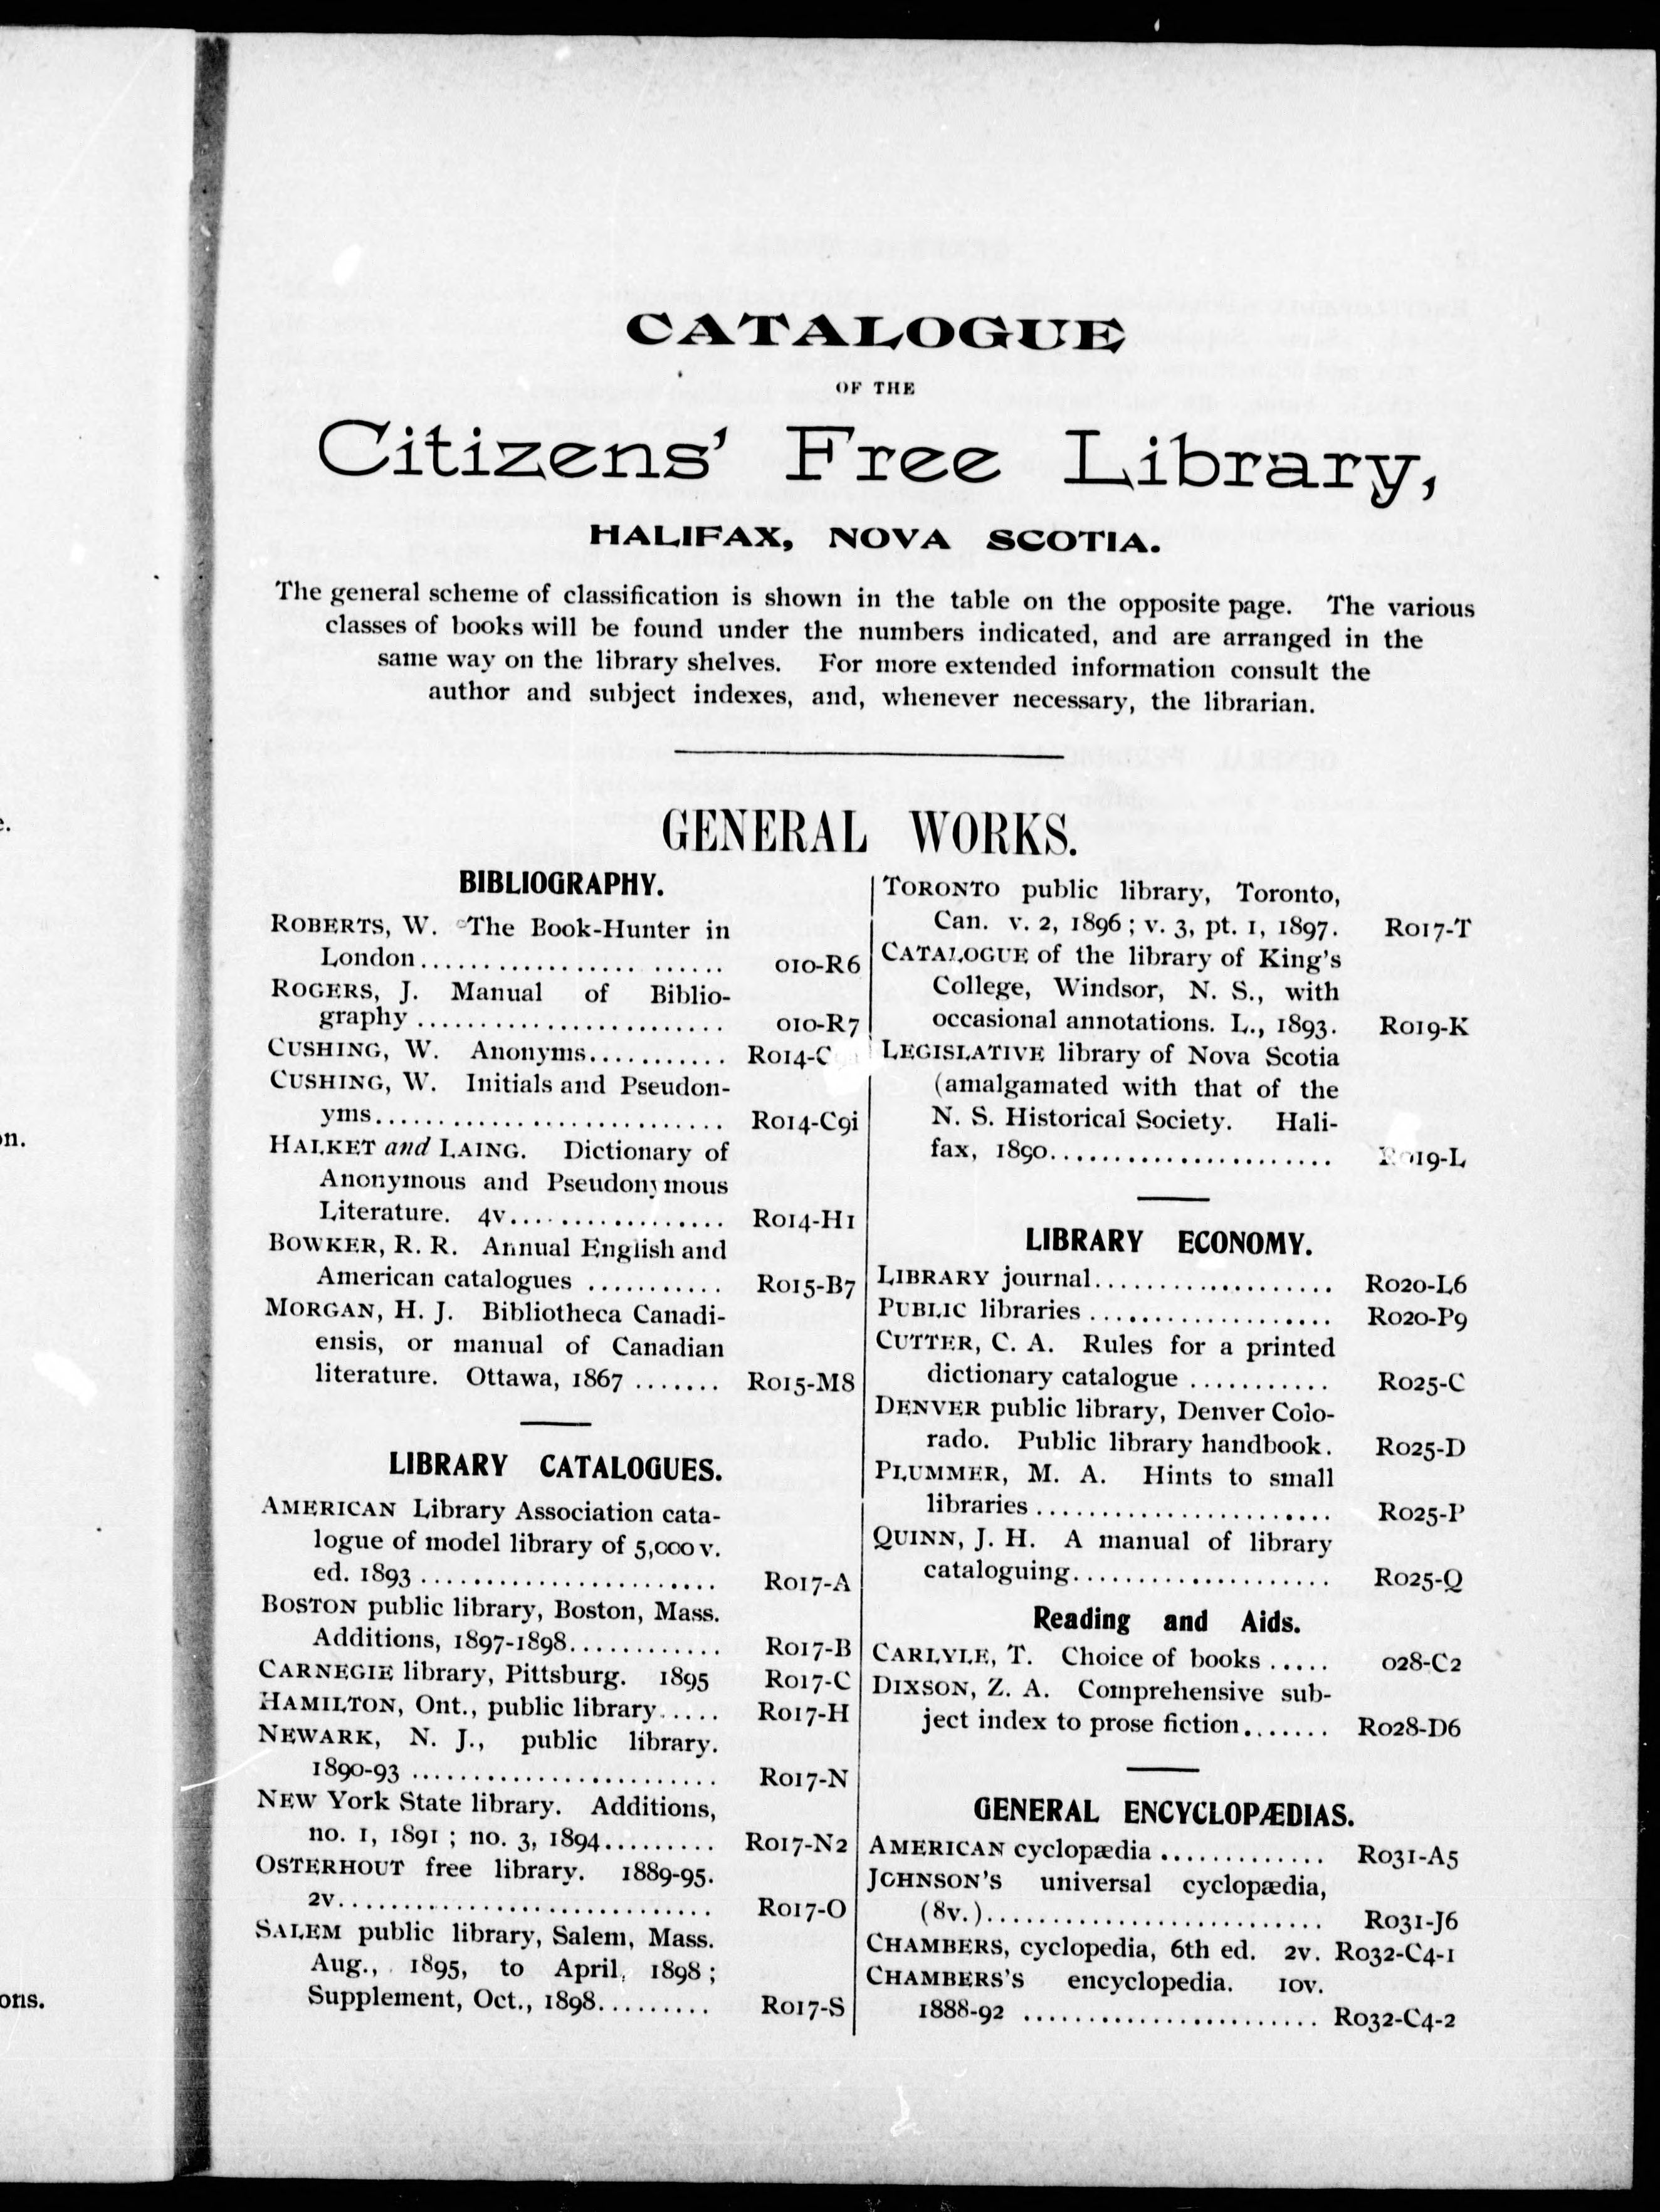 CATALOGUE
OF THE
Citizens' Free Library,
HALIFAX, NOVA SCOTIA.
The general scheme of classification is shown in the table on the opposite page. The various
classes of books will be found under the numbers indicated, and are arranged in the
same way on the library shelves. For more extended information consult the
author and subject indexes, and, whenever necessary, the librarian.
GENERAL WORKS.
BIBLIOGRAPHY.
ROBERTS, W. The Book-Hunter in
London........................ 010-R6
ROGERS, J. Manual of Biblio-
graphy ........................ 010-R7
CUSHING, W. Anonyms........... 
CUSHING, W. Initials and Pseudon-
yms........................... R014-C9i
HALKET and LAING. Dictionary of
Anonymous and Pseudonymous
Literature. 4v................. R014-H1
BOWKER, R. R. Annual English and
American catalogues ........... R015-B7
MORGAN, H. J. Bibliotheca Canadi-
ensis, or manual of Canadian
literature. Ottawa, 1867 ....... R015-M8
LIBRARY CATALOGUES.
AMERICAN Library Association cata-
logue of model library of 5,000 v.
ed. 1893 ....................... R017-A
BOSTON public library, Boston, Mass.
Additions, 1897-1898............ R017-B
CARNEGIE library, Pittsburg. 1895 R017-C
HAMILTON, Ont., public library..... R017-H
NEWARK, N. J., public library.
1890-93 ........................ R017-N
NEW York State library. Additions,
no. 1, 1891 ; no. 3, 1894......... R017-N2
OSTERHOUT free library. 1889-95.
2v............................. R017-O
SALEM public library, Salem, Mass.
Aug., 1895, to April, 1898 ;
Supplement, Oct., 1898......... R017-S
TORONTO public library, Toronto,
Can. v. 2, 1896 ; v. 3, pt. 1, 1897. R017-T
CATALOGUE of the library of King's
College, Windsor, N. S., with
occasional annotations. L., 1893. R019-K
LEGISLATIVE library of Nova Scotia
(amalgamated with that of the
N. S. Historical Society. Hali-
fax, 1890...................... R019-L
LIBRARY ECONOMY.
LIBRARY journal................... R020-L6
PUBLIC libraries ................... R020-P9
CUTTER, C. A. Rules for a printed
dictionary catalogue ........... R025-C
DENVER public library, Denver Colo-
rado. Public library handbook. R025-D
PLUMMER, M. A. Hints to small
libraries ....................... R025-P
QUINN, J. H. A manual of library
cataloguing.................... R025-Q
Reading and Aids.
CARLYLE, T. Choice of books ..... 028-C2
DIXSON, Z. A. Comprehensive sub-
ject index to prose fiction....... R028-D6
GENERAL ENCYCLOPÆDIAS.
AMERICAN cyclopædia ............. R031-A5
JOHNSON'S universal cyclopædia,
(8v.).......................... R031-J6
CHAMBERS, cyclopedia, 6th ed. 2v. R032-C4-1
CHAMBERS'S encyclopedia. 10v.
1888-92 ....................... R032-C4-2